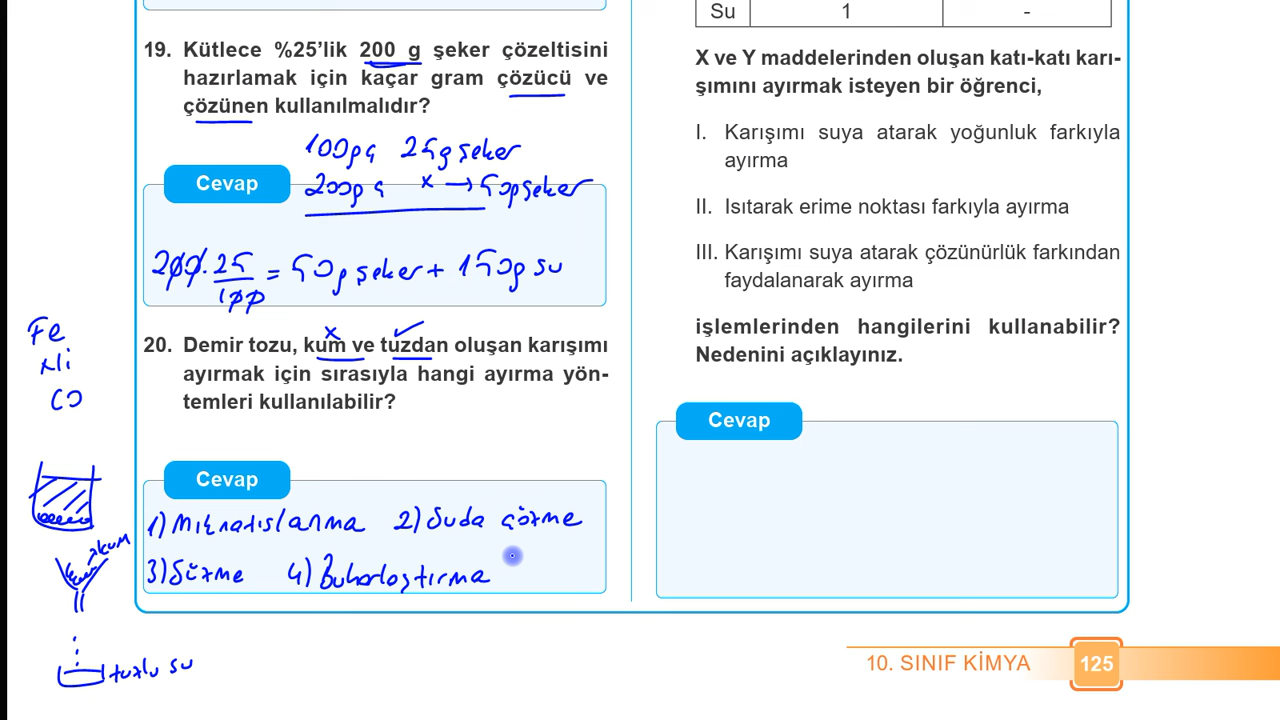 19. Kütlece %25’lik 200 g şeker çözeltisini
hazırlamak için kaçar gram çözücü ve
çözünen kullanılmalıdır?
100g ç 25g şeker
Cevap
200g ç x → 50g şeker
200. 25/100 = 50g şeker + 150g su
Fe
Ni
Co
x ✓
20. Demir tozu, kum ve tuzdan oluşan karışımı
ayırmak için sırasıyla hangi ayırma yön-
temleri kullanılabilir?
Cevap
1) Mıknatıslanma 2) Suda çözme
3) Süzme 4) Buharlaştırma
kum
tuzlu su
Su 1 -
X ve Y maddelerinden oluşan katı-katı karı-
şımını ayırmak isteyen bir öğrenci,
I. Karışımı suya atarak yoğunluk farkıyla
ayırma
II. Isıtarak erime noktası farkıyla ayırma
III. Karışımı suya atarak çözünürlük farkından
faydalanarak ayırma
işlemlerinden hangilerini kullanabilir?
Nedenini açıklayınız.
Cevap
10. SINIF KİMYA 125